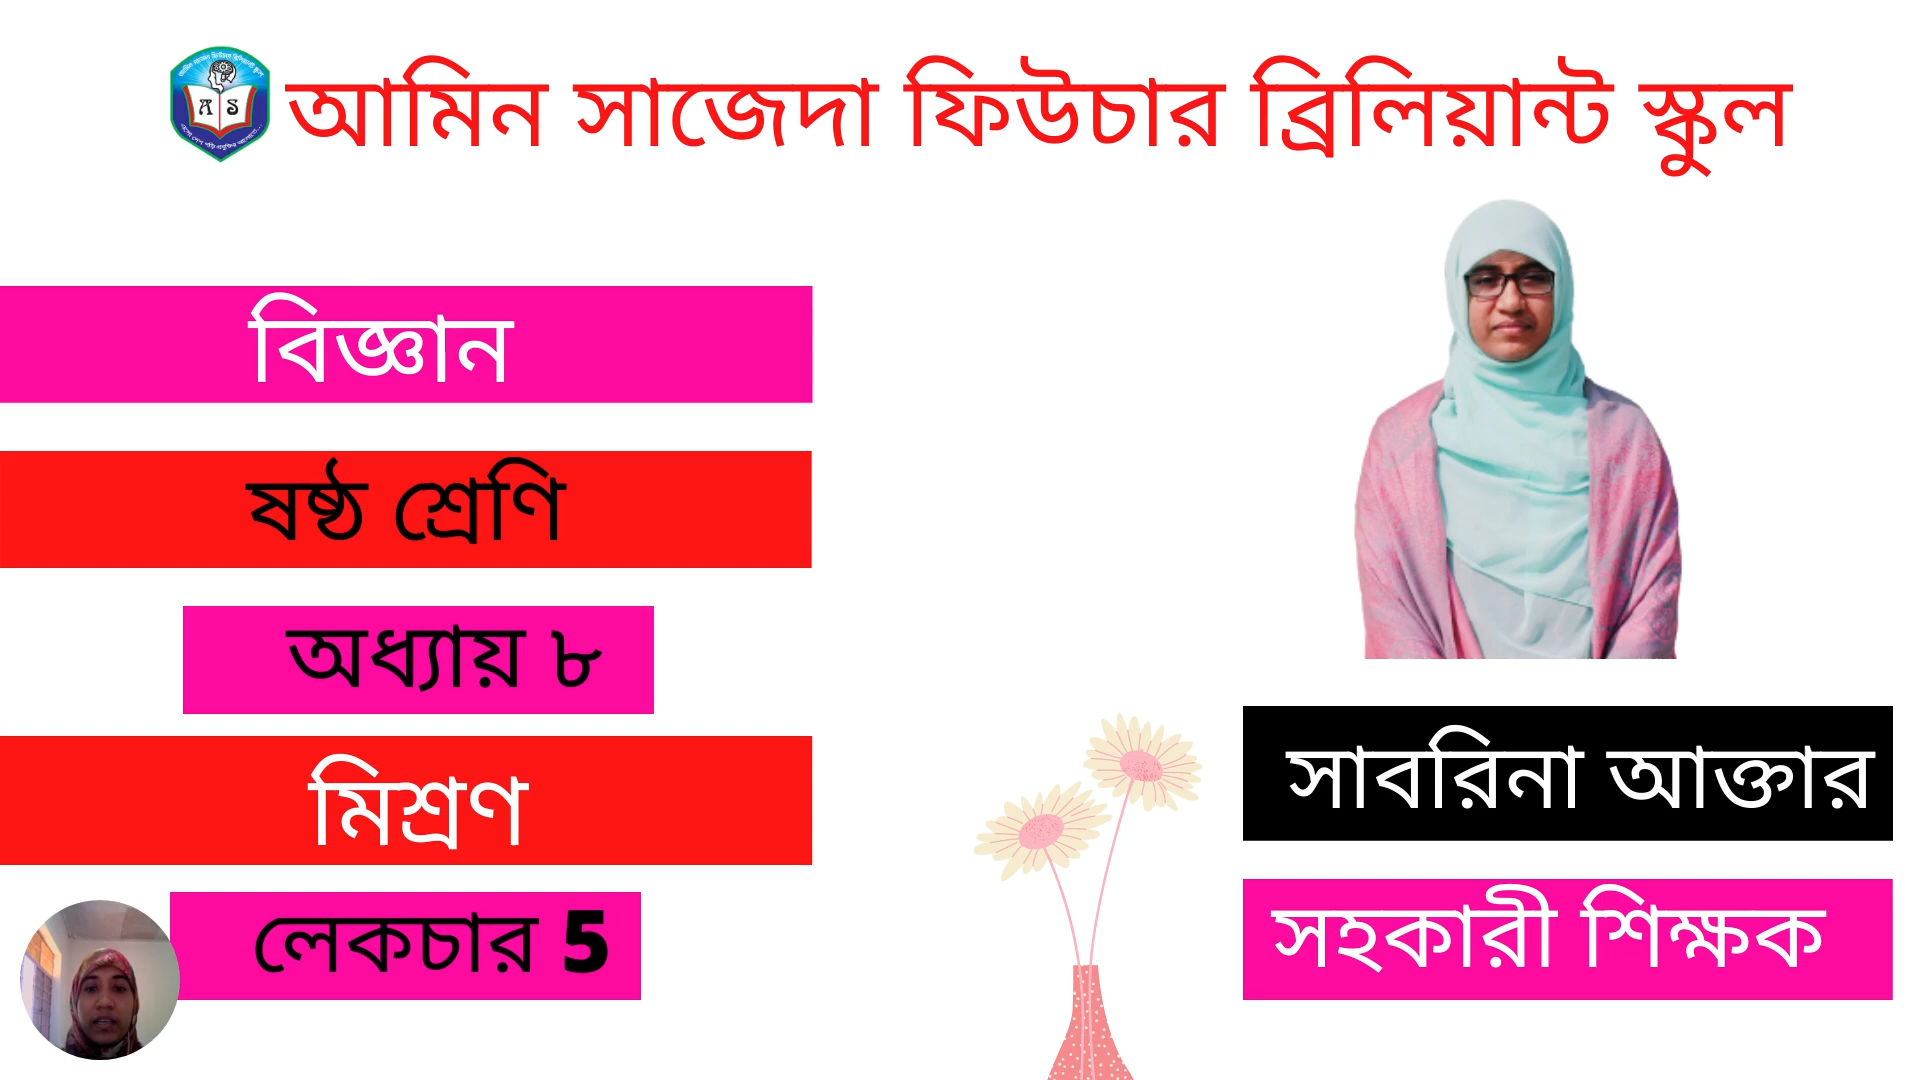 আমিন সাজেদা ফিউচার ব্রিলিয়ান্ট স্কুল
A S
বিজ্ঞান
ষষ্ঠ শ্রেণি
অধ্যায় ৮
মিশ্রণ
লেকচার 5
সাবরিনা আক্তার
সহকারী শিক্ষক